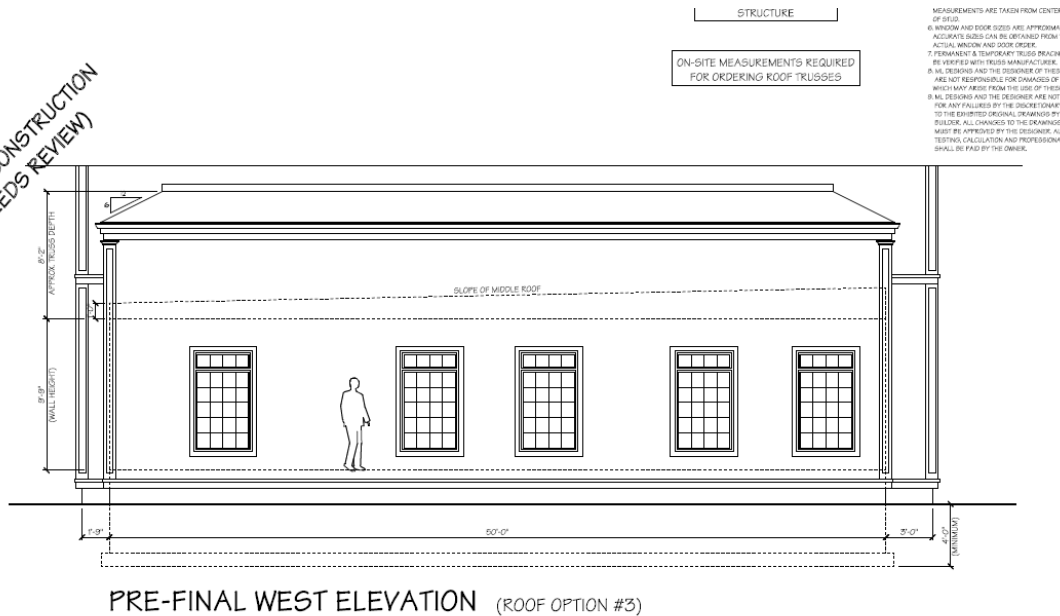 STRUCTURE
ON-SITE MEASUREMENTS REQUIRED
FOR ORDERING ROOF TRUSSES
MEASUREMENTS ARE TAKEN FROM CENTER
OF STUD.
6. WINDOW AND DOOR SIZES ARE APPROXIMA
ACCURATE SIZES CAN BE OBTAINED FROM
ACTUAL WINDOW AND DOOR ORDER.
7. PERMANENT & TEMPORARY TRUSS BRACIN
BE VERIFIED WITH TRUSS MANUFACTURER.
8. ML DESIGNS AND THE DESIGNER OF THES
ARE NOT RESPONSIBLE FOR DAMAGES OF
WHICH MAY ARISE FROM THE USE OF THESE
9. ML DESIGNS AND THE DESIGNER ARE NOT
FOR ANY FAILURES BY THE DISCRETIONARY
TO THE EXHIBITED ORIGINAL DRAWINGS BY
BUILDER. ALL CHANGES TO THE DRAWINGS
MUST BE APPROVED BY THE DESIGNER. AL
TESTING, CALCULATION AND PROFESSIONA
SHALL BE PAID BY THE OWNER.
CONSTRUCTION
EEDS REVIEW)
12
6
8'-2"
APPROX. TRUSS DEPTH
SLOPE OF MIDDLE ROOF
1'-0"
9'-9"
(WALL HEIGHT)
1'-9"
50'-0"
3'-0"
4'-0"
(MINIMUM)
PRE-FINAL WEST ELEVATION (ROOF OPTION #3)